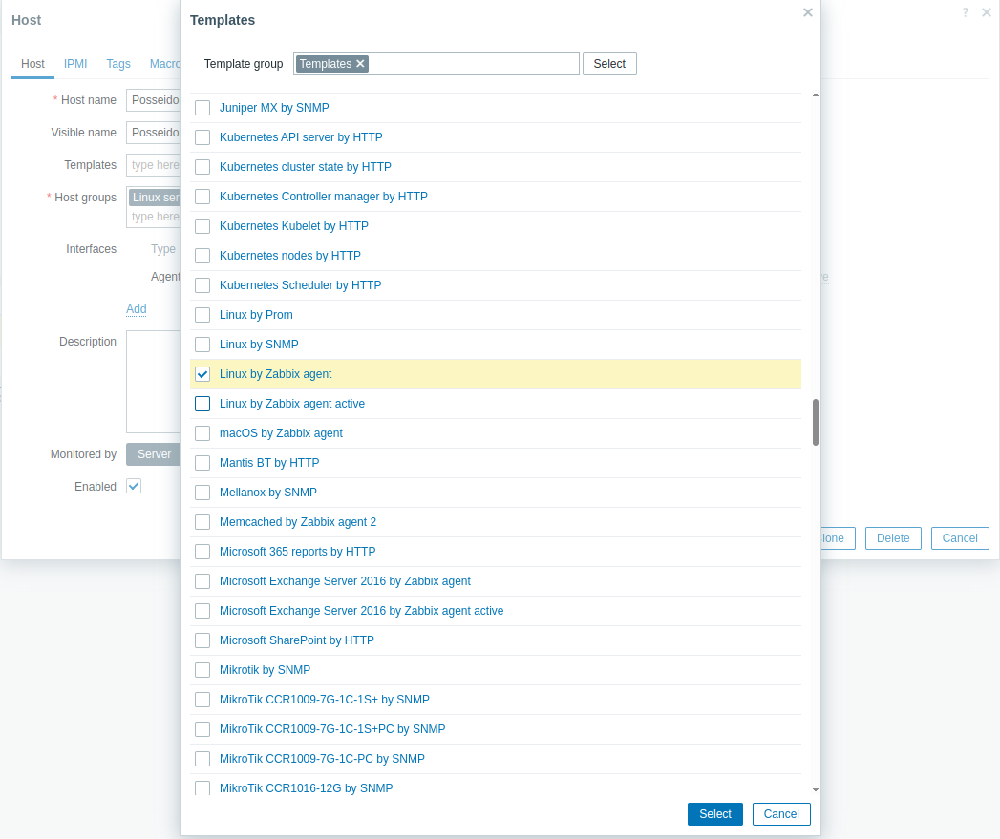 Host
?
Host
IPMI
Tags
Macro
* Host name
Posseido
Visible name
Posseido
Templates
type here
* Host groups
Linux ser
type here
Interfaces
Type
Agent
Add
Description
Monitored by
Server
Enabled
lone
Delete
Cancel
Templates
Template group
Templates
Select
Juniper MX by SNMP
Kubernetes API server by HTTP
Kubernetes cluster state by HTTP
Kubernetes Controller manager by HTTP
Kubernetes Kubelet by HTTP
Kubernetes nodes by HTTP
Kubernetes Scheduler by HTTP
Linux by Prom
Linux by SNMP
Linux by Zabbix agent
Linux by Zabbix agent active
macOS by Zabbix agent
Mantis BT by HTTP
Mellanox by SNMP
Memcached by Zabbix agent 2
Microsoft 365 reports by HTTP
Microsoft Exchange Server 2016 by Zabbix agent
Microsoft Exchange Server 2016 by Zabbix agent active
Microsoft SharePoint by HTTP
Mikrotik by SNMP
MikroTik CCR1009-7G-1C-1S+ by SNMP
MikroTik CCR1009-7G-1C-1S+PC by SNMP
MikroTik CCR1009-7G-1C-PC by SNMP
MikroTik CCR1016-12G by SNMP
Select
Cancel